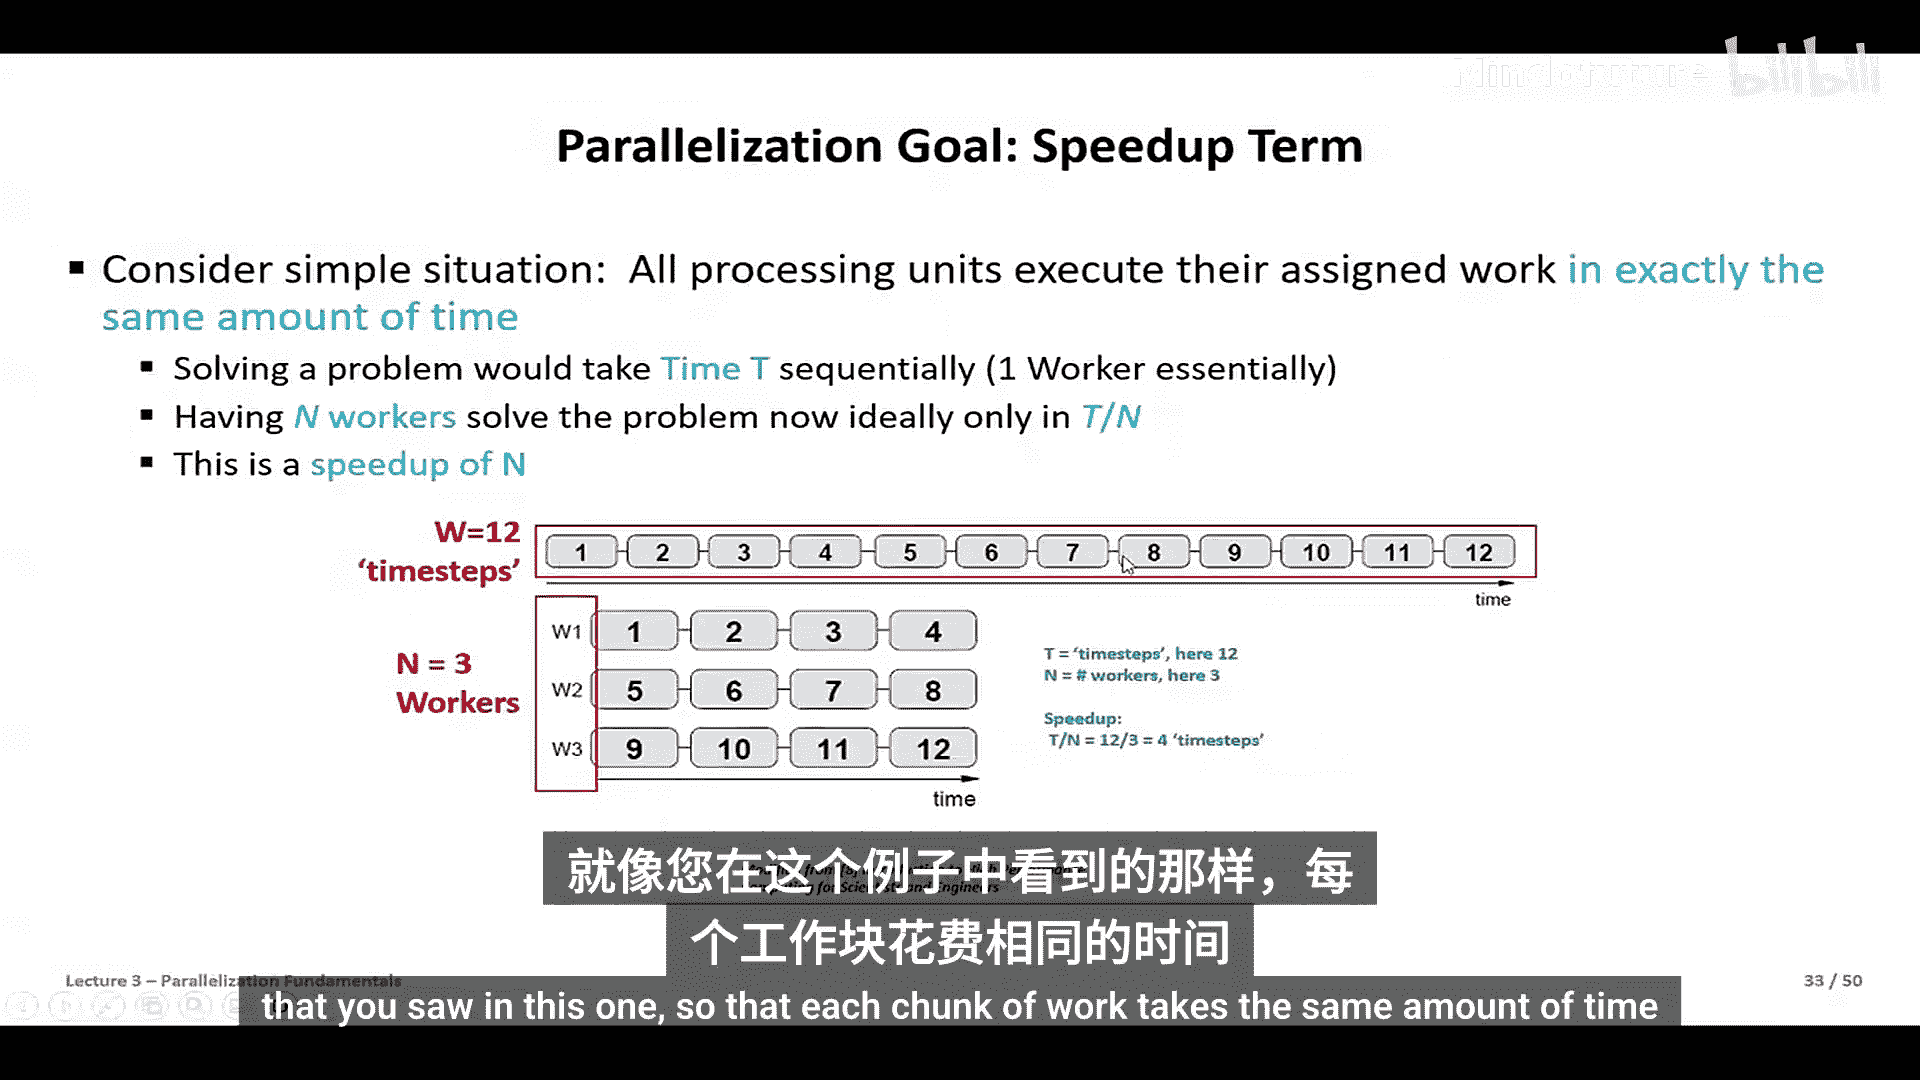 bilibili
Parallelization Goal: Speedup Term
▪ Consider simple situation: All processing units execute their assigned work in exactly the
same amount of time
▪ Solving a problem would take Time T sequentially (1 Worker essentially)
▪ Having N workers solve the problem now ideally only in T/N
▪ This is a speedup of N
W=12
‘timesteps’
1 2 3 4 5 6 7 8 9 10 11 12
time
N = 3
Workers
W1 1 2 3 4
W2 5 6 7 8
W3 9 10 11 12
time
T = ‘timesteps’, here 12
N = # workers, here 3
Speedup:
T/N = 12/3 = 4 ‘timesteps’
就像您在这个例子中看到的那样，每
个工作块花费相同的时间
Lecture 3 – Parallelization Fundamentals
33 / 50
that you saw in this one, so that each chunk of work takes the same amount of time